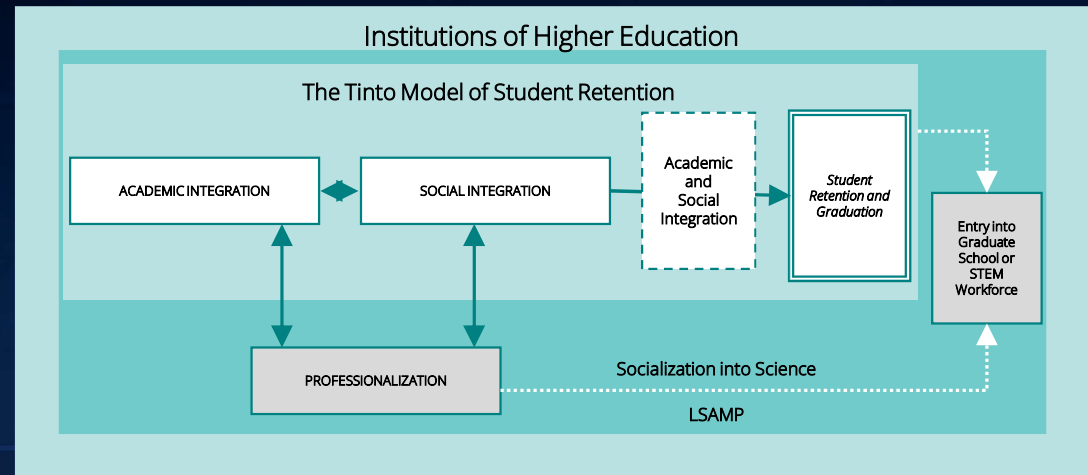 Institutions of Higher Education
The Tinto Model of Student Retention
ACADEMIC INTEGRATION
SOCIAL INTEGRATION
Academic
and
Social
Integration
Student
Retention and
Graduation
Entry into
Graduate
School or
STEM
Workforce
PROFESSIONALIZATION
Socialization into Science
LSAMP